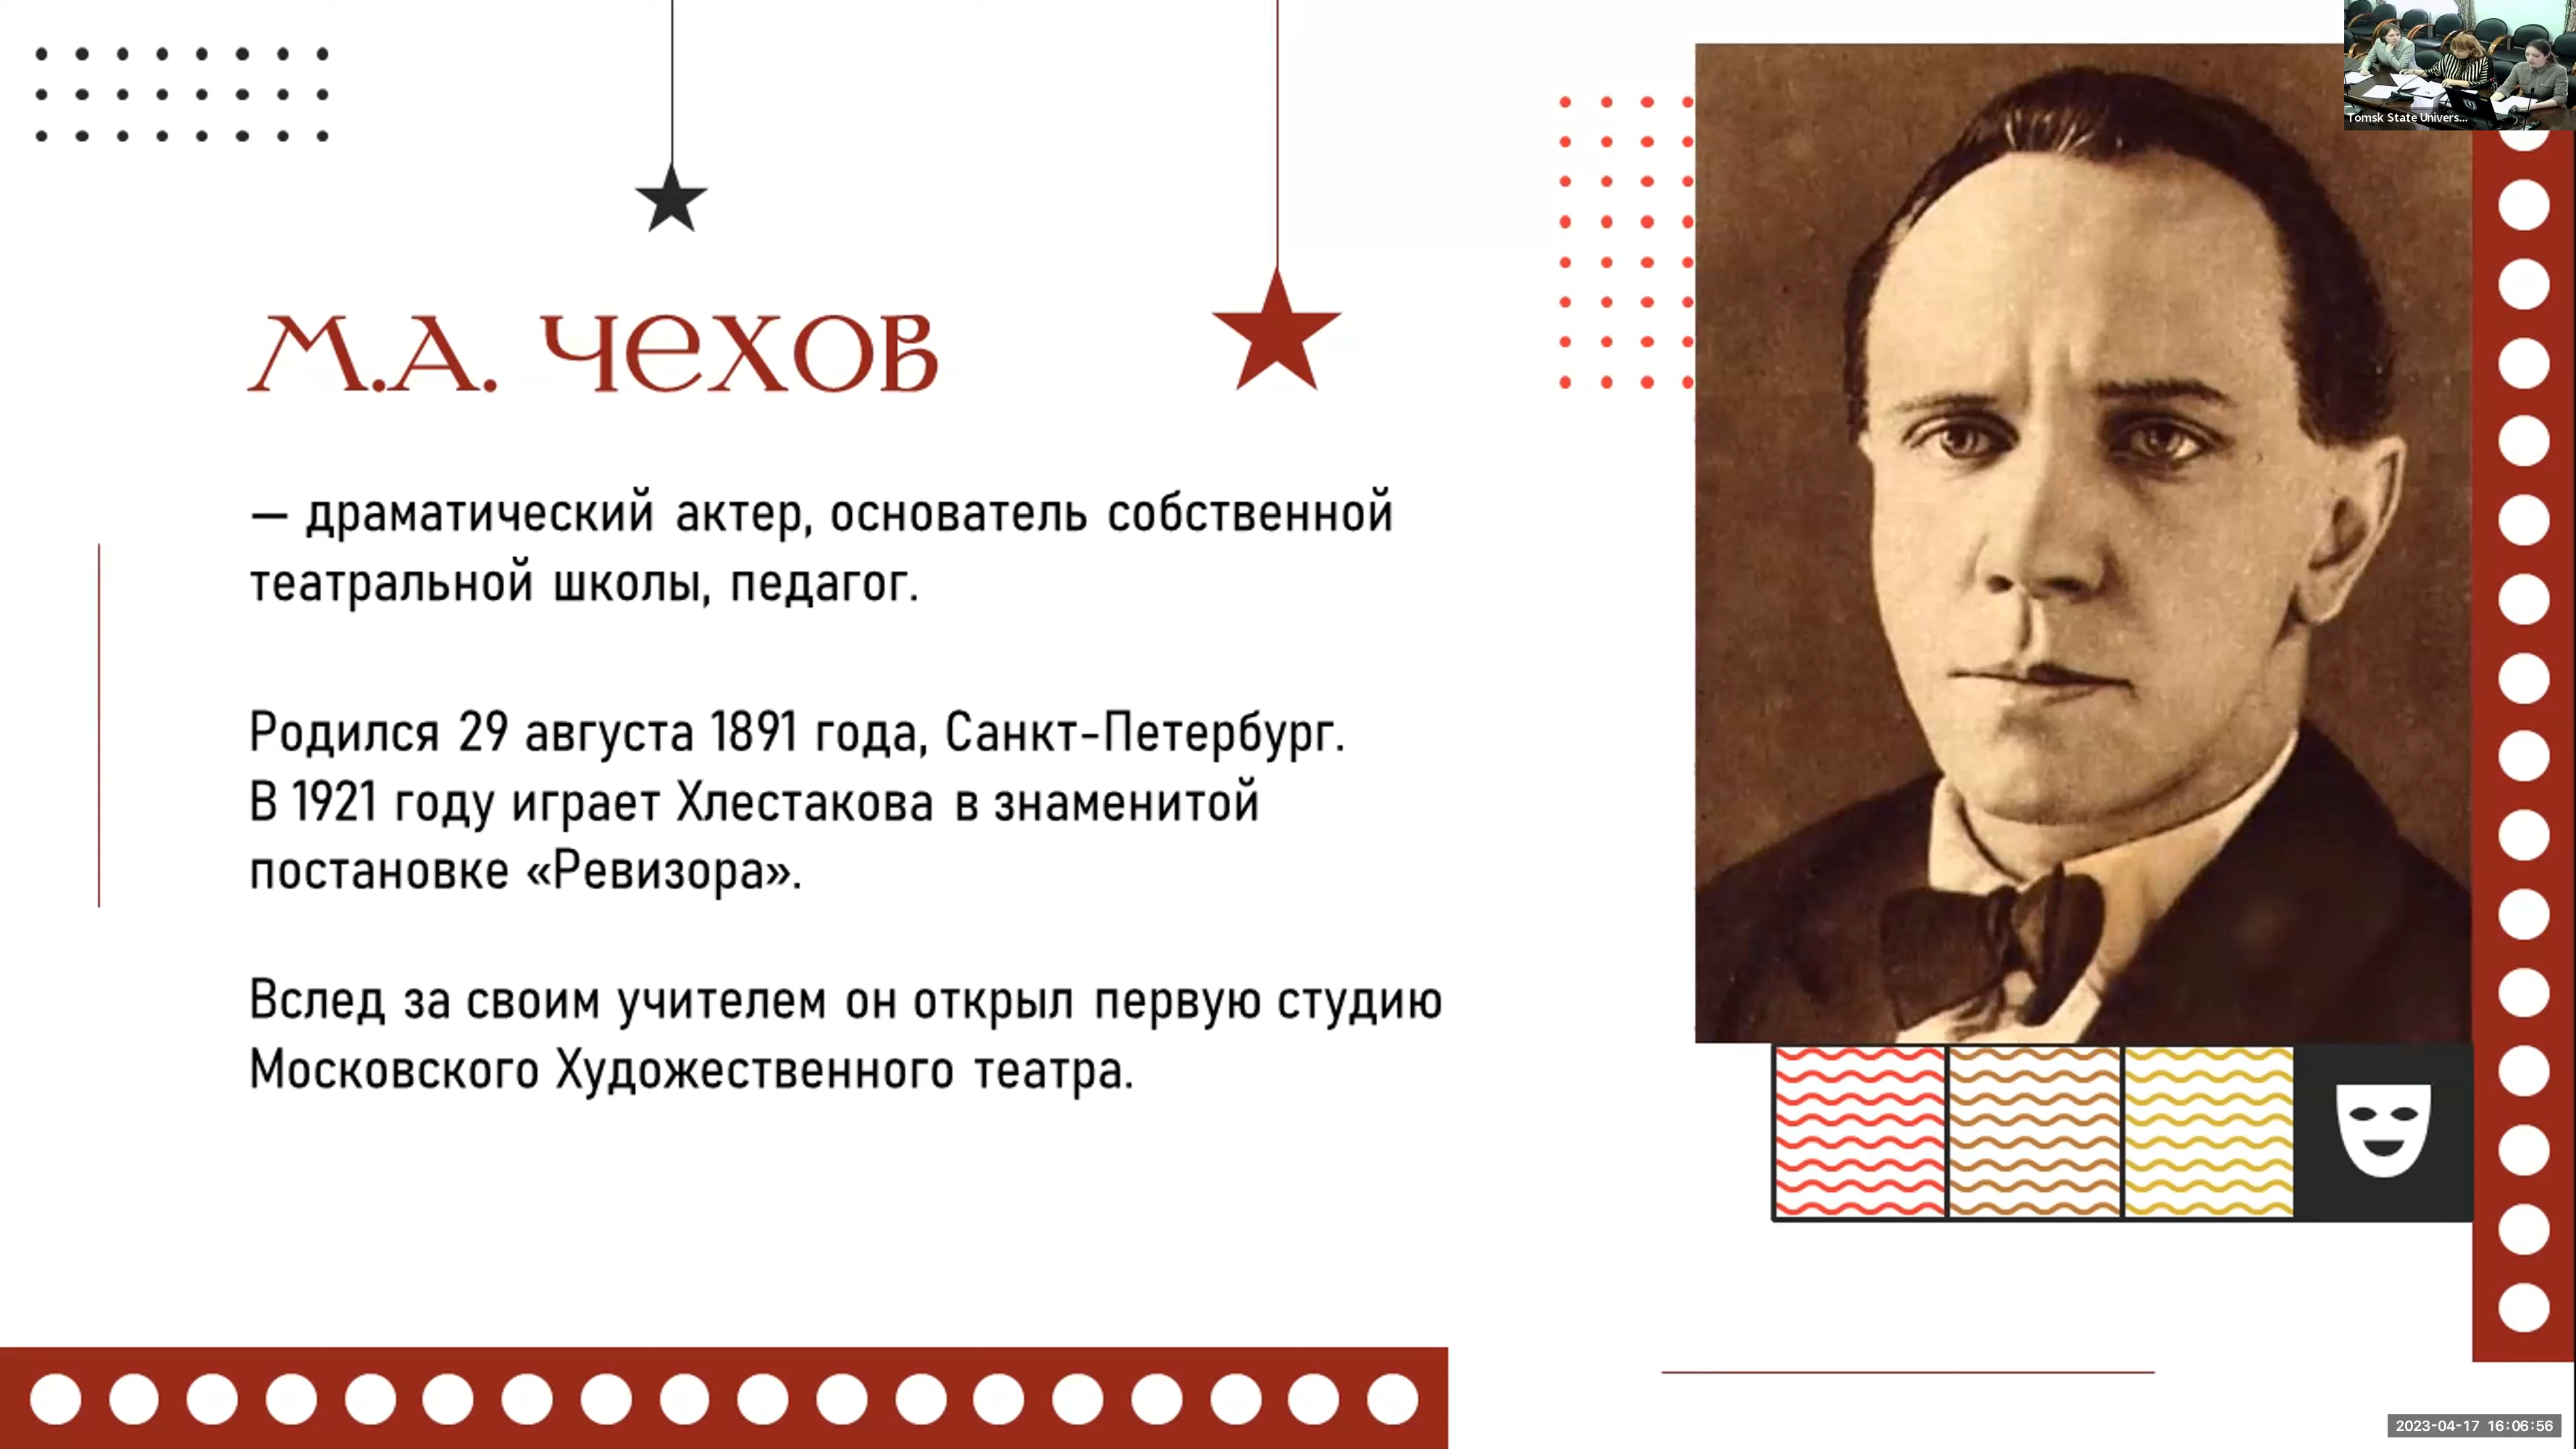 Tomsk State Univers...
М.А. Чехов
— драматический актер, основатель собственной
театральной школы, педагог.
Родился 29 августа 1891 года, Санкт-Петербург.
В 1921 году играет Хлестакова в знаменитой
постановке «Ревизора».
Вслед за своим учителем он открыл первую студию
Московского Художественного театра.
2023-04-17 16:06:56